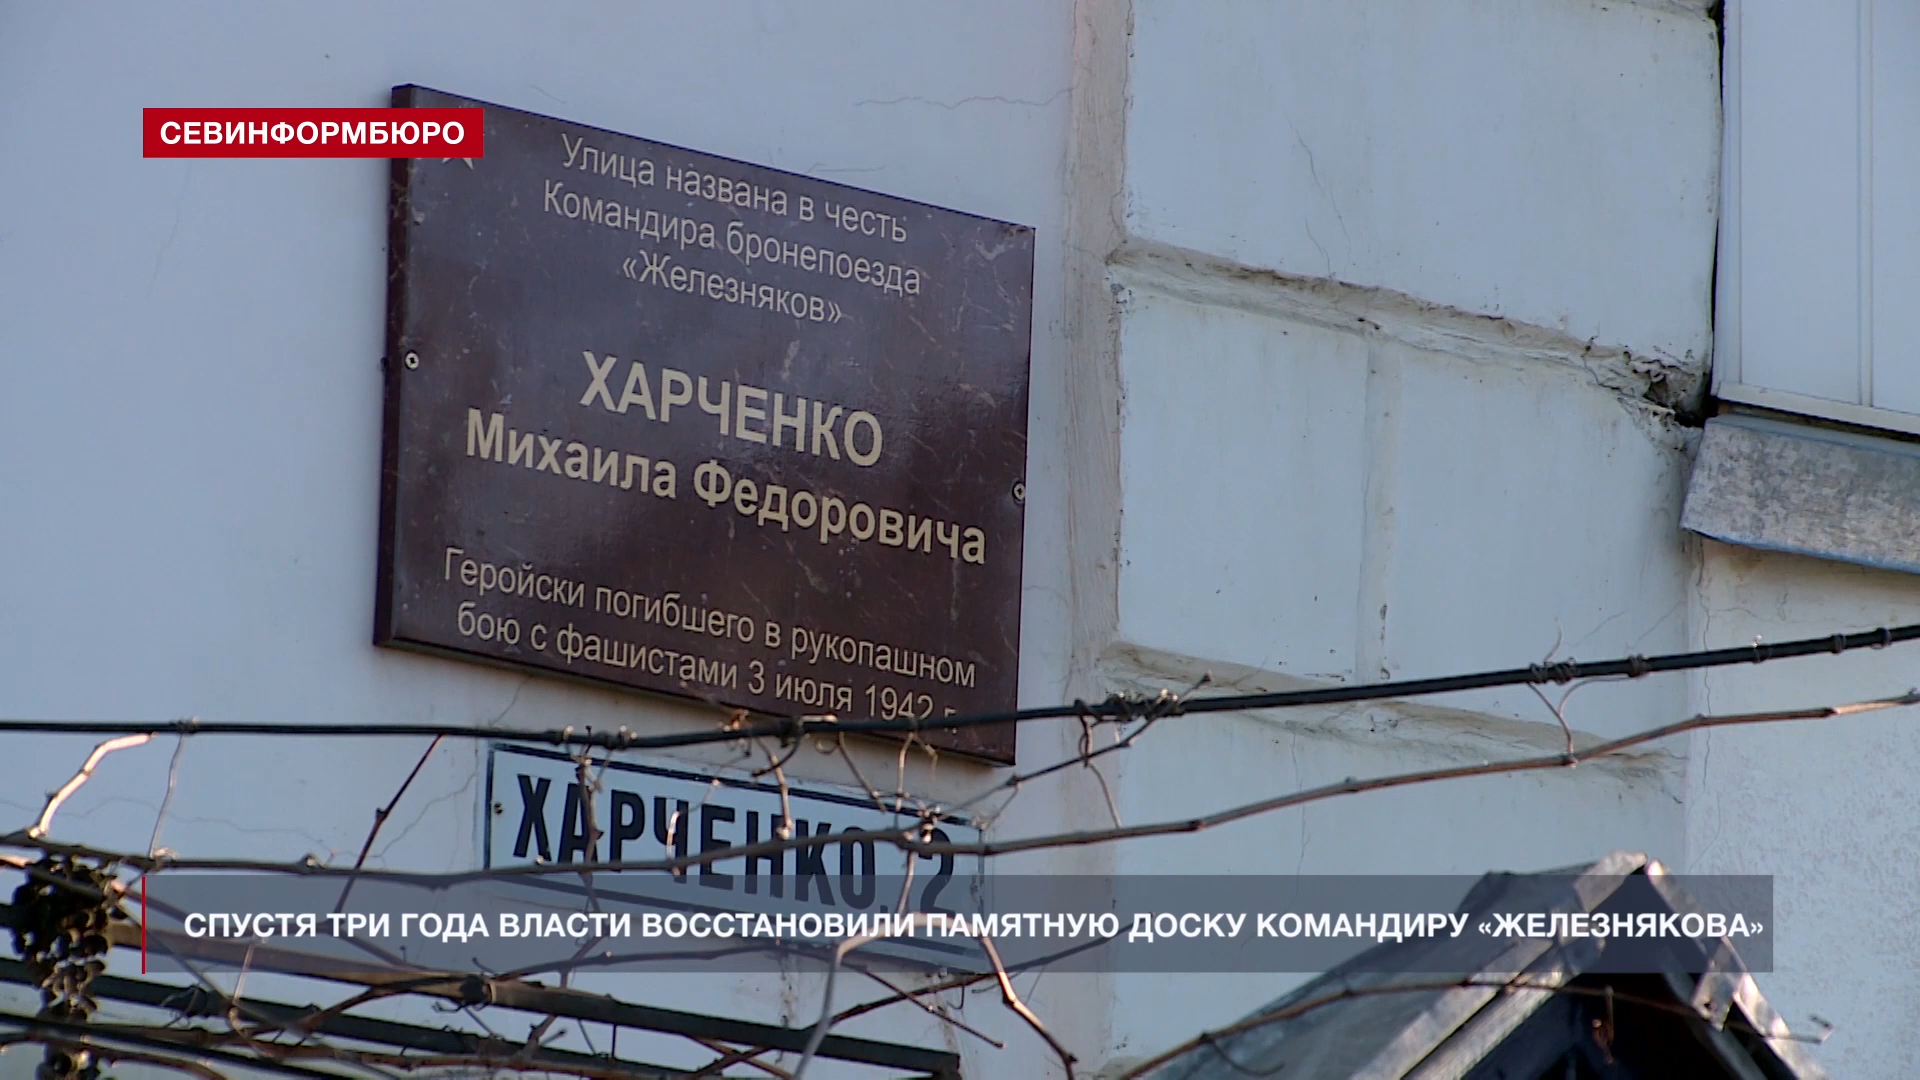 СЕВИНФОРМБЮРО
Улица названа в честь
Командира бронепоезда
«Железняков»
ХАРЧЕНКО
Михаила Федоровича
Геройски погибшего в рукопашном
бою с фашистами 3 июля 1942 г.
ХАРЧЕНКО, 2
СПУСТЯ ТРИ ГОДА ВЛАСТИ ВОССТАНОВИЛИ ПАМЯТНУЮ ДОСКУ КОМАНДИРУ «ЖЕЛЕЗНЯКОВА»